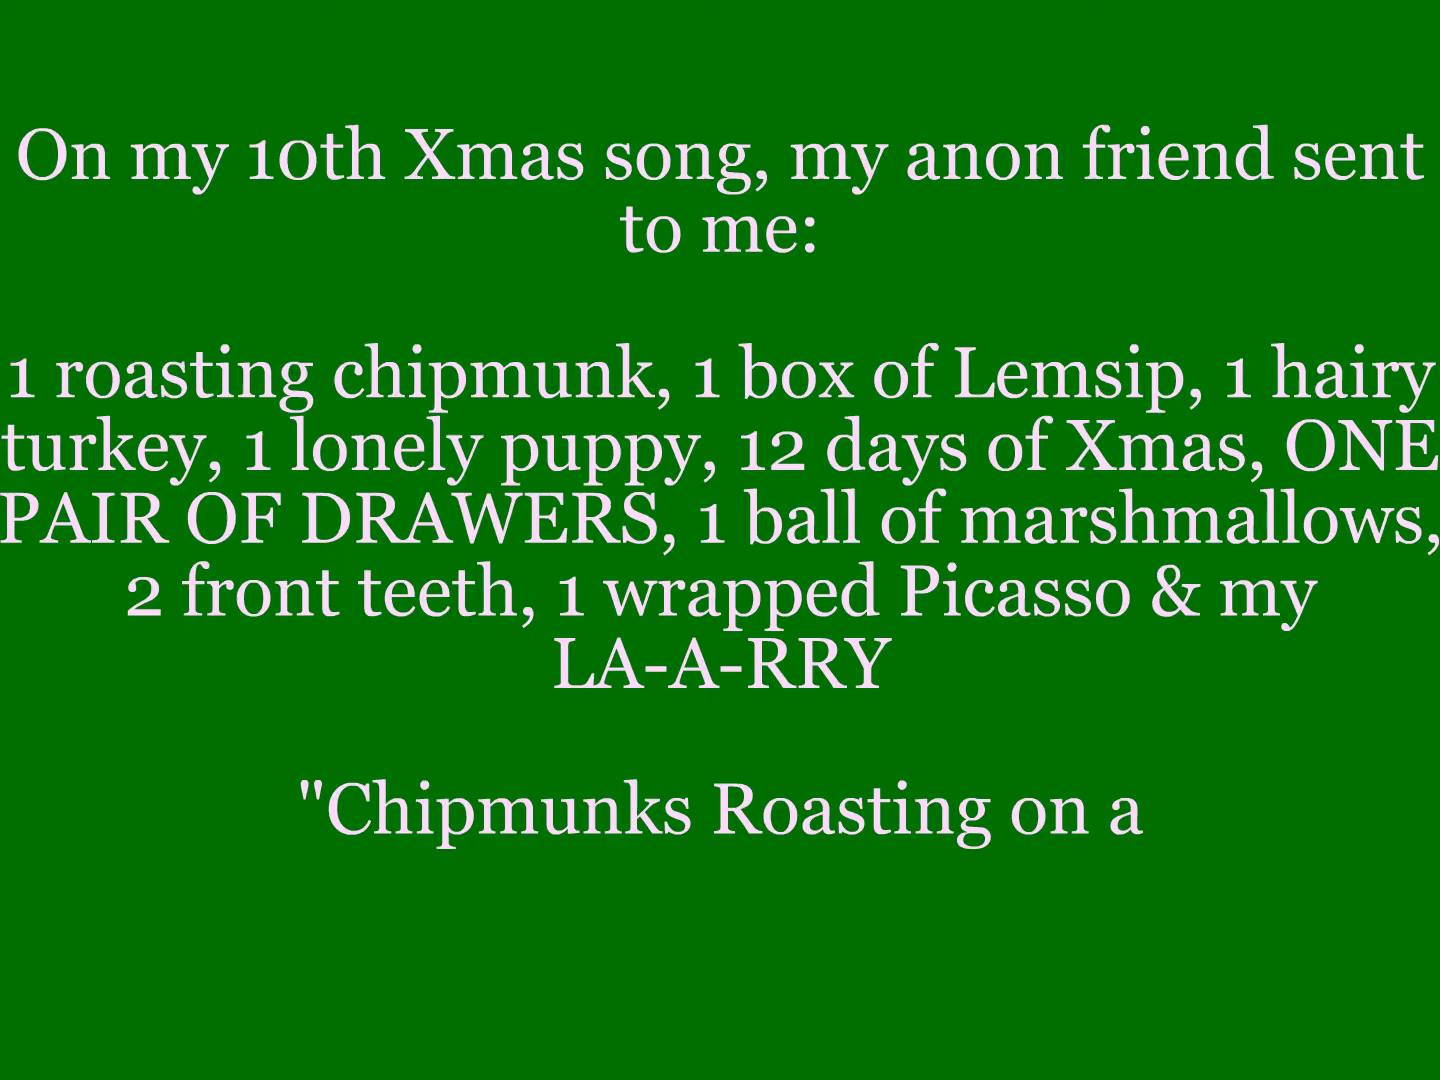 On my 10th Xmas song, my anon friend sent
to me:
1 roasting chipmunk, 1 box of Lemsip, 1 hairy
turkey, 1 lonely puppy, 12 days of Xmas, ONE
PAIR OF DRAWERS, 1 ball of marshmallows,
2 front teeth, 1 wrapped Picasso & my
LA-A-RRY
"Chipmunks Roasting on a